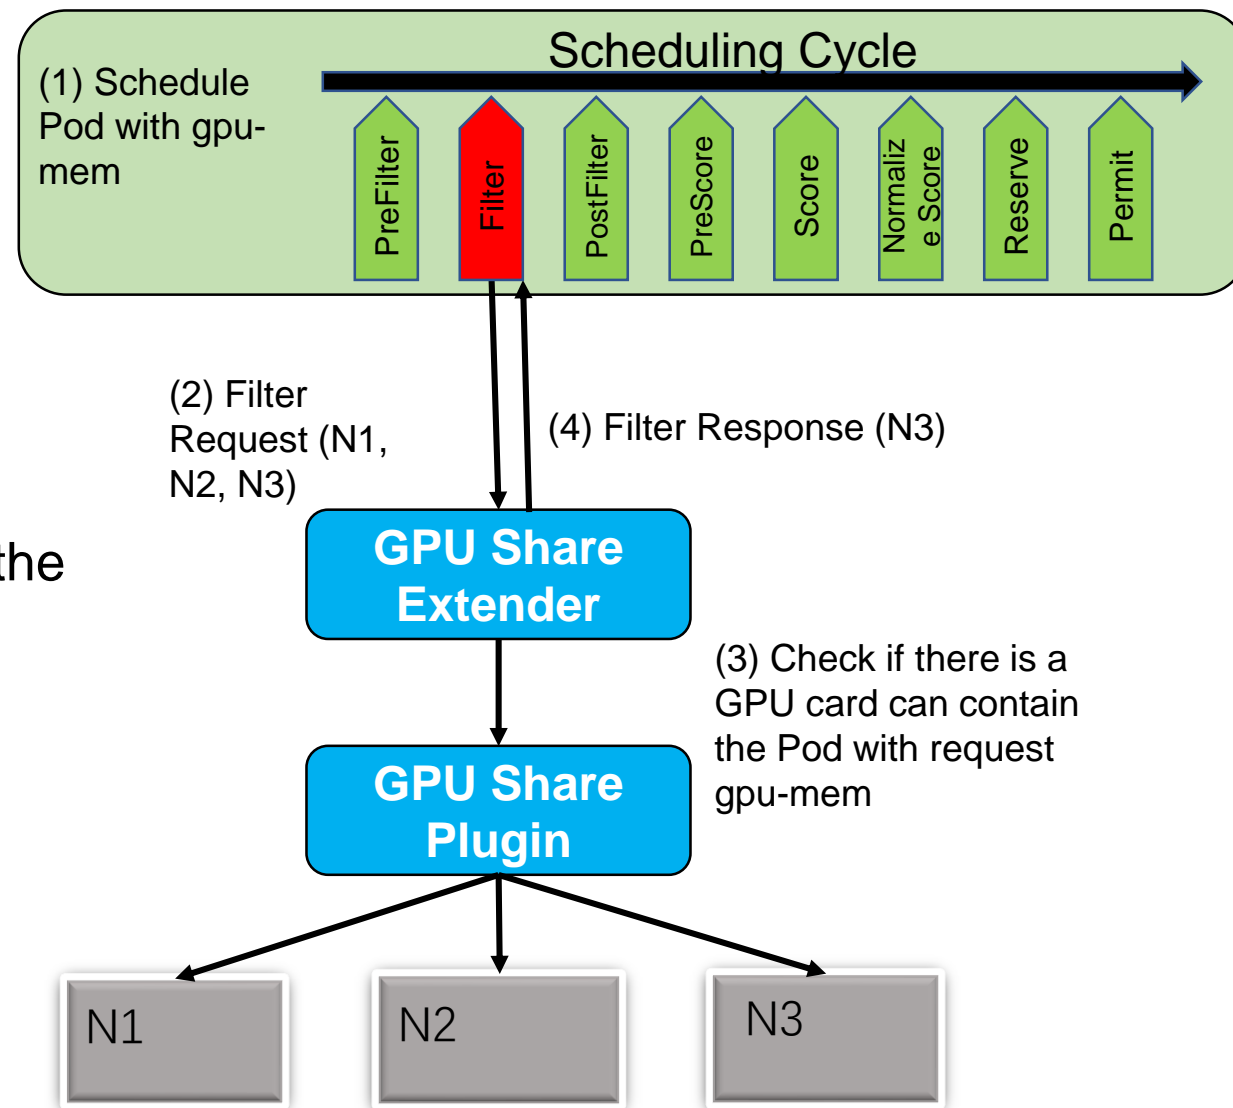 Scheduling Cycle
(1) Schedule
Pod with gpu-
mem
PreFilter
Filter
PostFilter
PreScore
Score
Normaliz
e Score
Reserve
Permit
(2) Filter
Request (N1,
N2, N3)
(4) Filter Response (N3)
GPU Share
Extender
the
(3) Check if there is a
GPU card can contain
the Pod with request
gpu-mem
GPU Share
Plugin
N1
N2
N3